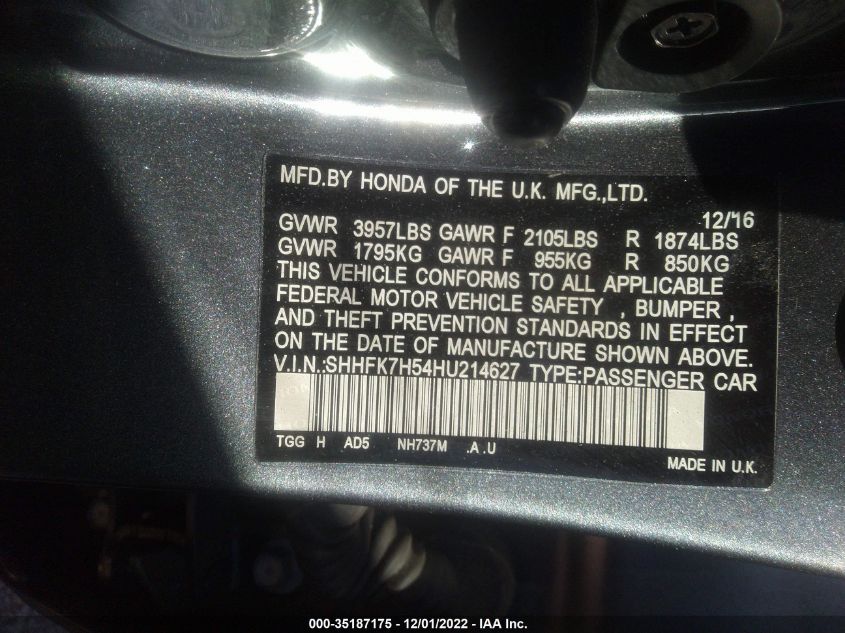 MFD.BY HONDA OF THE U.K. MFG.,LTD.
12/16
GVWR 3957LBS GAWR F 2105LBS R 1874LBS
GVWR 1795KG GAWR F 955KG R 850KG
THIS VEHICLE CONFORMS TO ALL APPLICABLE
FEDERAL MOTOR VEHICLE SAFETY , BUMPER ,
AND THEFT PREVENTION STANDARDS IN EFFECT
ON THE DATE OF MANUFACTURE SHOWN ABOVE.
V.I.N.:SHHFK7H54HU214627 TYPE:PASSENGER CAR
TGG H AD5 NH737M .A .U
MADE IN U.K.
000-35187175 - 12/01/2022 - IAA Inc.